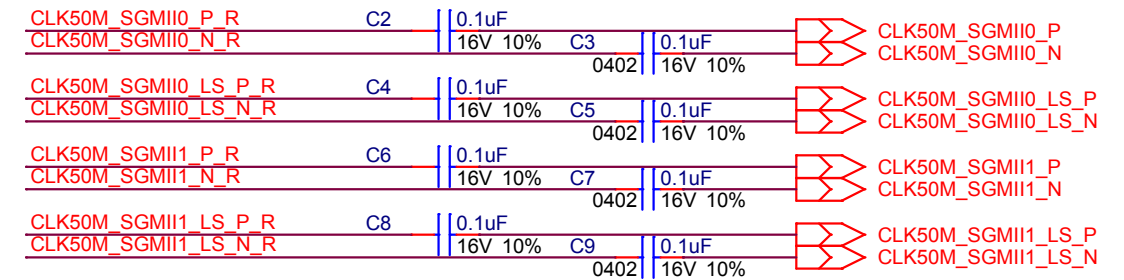 CLK50M_SGMII0_P_R C2 0.1uF CLK50M_SGMII0_P
CLK50M_SGMII0_N_R 16V 10% C3 0.1uF CLK50M_SGMII0_N
0402 16V 10%
CLK50M_SGMII0_LS_P_R C4 0.1uF CLK50M_SGMII0_LS_P
CLK50M_SGMII0_LS_N_R 16V 10% C5 0.1uF CLK50M_SGMII0_LS_N
0402 16V 10%
CLK50M_SGMII1_P_R C6 0.1uF CLK50M_SGMII1_P
CLK50M_SGMII1_N_R 16V 10% C7 0.1uF CLK50M_SGMII1_N
0402 16V 10%
CLK50M_SGMII1_LS_P_R C8 0.1uF CLK50M_SGMII1_LS_P
CLK50M_SGMII1_LS_N_R 16V 10% C9 0.1uF CLK50M_SGMII1_LS_N
0402 16V 10%